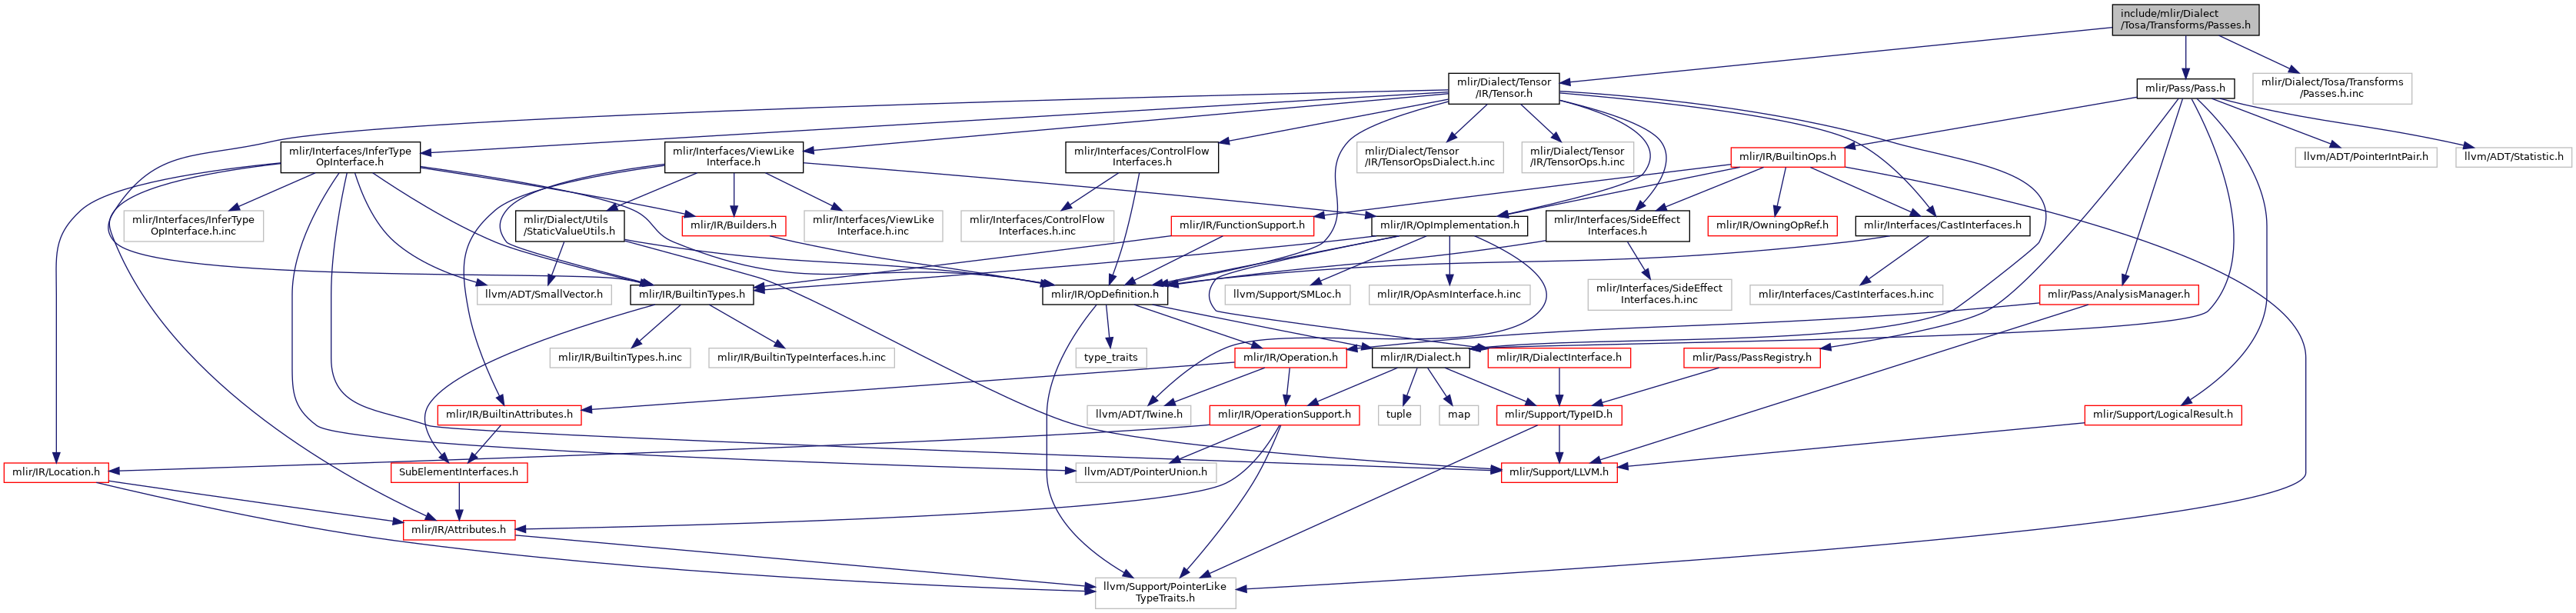 include/mlir/Dialect
/Tosa/Transforms/Passes.h
mlir/Dialect/Tensor
/IR/Tensor.h
mlir/Pass/Pass.h
mlir/Dialect/Tosa/Transforms
/Passes.h.inc
mlir/Interfaces/InferType
OpInterface.h
mlir/Interfaces/ViewLike
Interface.h
mlir/Interfaces/ControlFlow
Interfaces.h
mlir/Dialect/Tensor
/IR/TensorOpsDialect.h.inc
mlir/Dialect/Tensor
/IR/TensorOps.h.inc
mlir/IR/BuiltinOps.h
llvm/ADT/PointerIntPair.h
llvm/ADT/Statistic.h
mlir/Interfaces/InferType
OpInterface.h.inc
mlir/Dialect/Utils
/StaticValueUtils.h
mlir/IR/Builders.h
mlir/Interfaces/ViewLike
Interface.h.inc
mlir/Interfaces/ControlFlow
Interfaces.h.inc
mlir/IR/FunctionSupport.h
mlir/IR/OpImplementation.h
mlir/Interfaces/SideEffect
Interfaces.h
mlir/IR/OwningOpRef.h
mlir/Interfaces/CastInterfaces.h
llvm/ADT/SmallVector.h
mlir/IR/BuiltinTypes.h
mlir/IR/OpDefinition.h
llvm/Support/SMLoc.h
mlir/IR/OpAsmInterface.h.inc
mlir/Interfaces/SideEffect
Interfaces.h.inc
mlir/Interfaces/CastInterfaces.h.inc
mlir/Pass/AnalysisManager.h
mlir/IR/BuiltinTypes.h.inc
mlir/IR/BuiltinTypeInterfaces.h.inc
type_traits
mlir/IR/Operation.h
mlir/IR/Dialect.h
mlir/IR/DialectInterface.h
mlir/Pass/PassRegistry.h
mlir/IR/BuiltinAttributes.h
llvm/ADT/Twine.h
mlir/IR/OperationSupport.h
tuple
map
mlir/Support/TypeID.h
mlir/Support/LogicalResult.h
mlir/IR/Location.h
SubElementInterfaces.h
llvm/ADT/PointerUnion.h
mlir/Support/LLVM.h
mlir/IR/Attributes.h
llvm/Support/PointerLike
TypeTraits.h